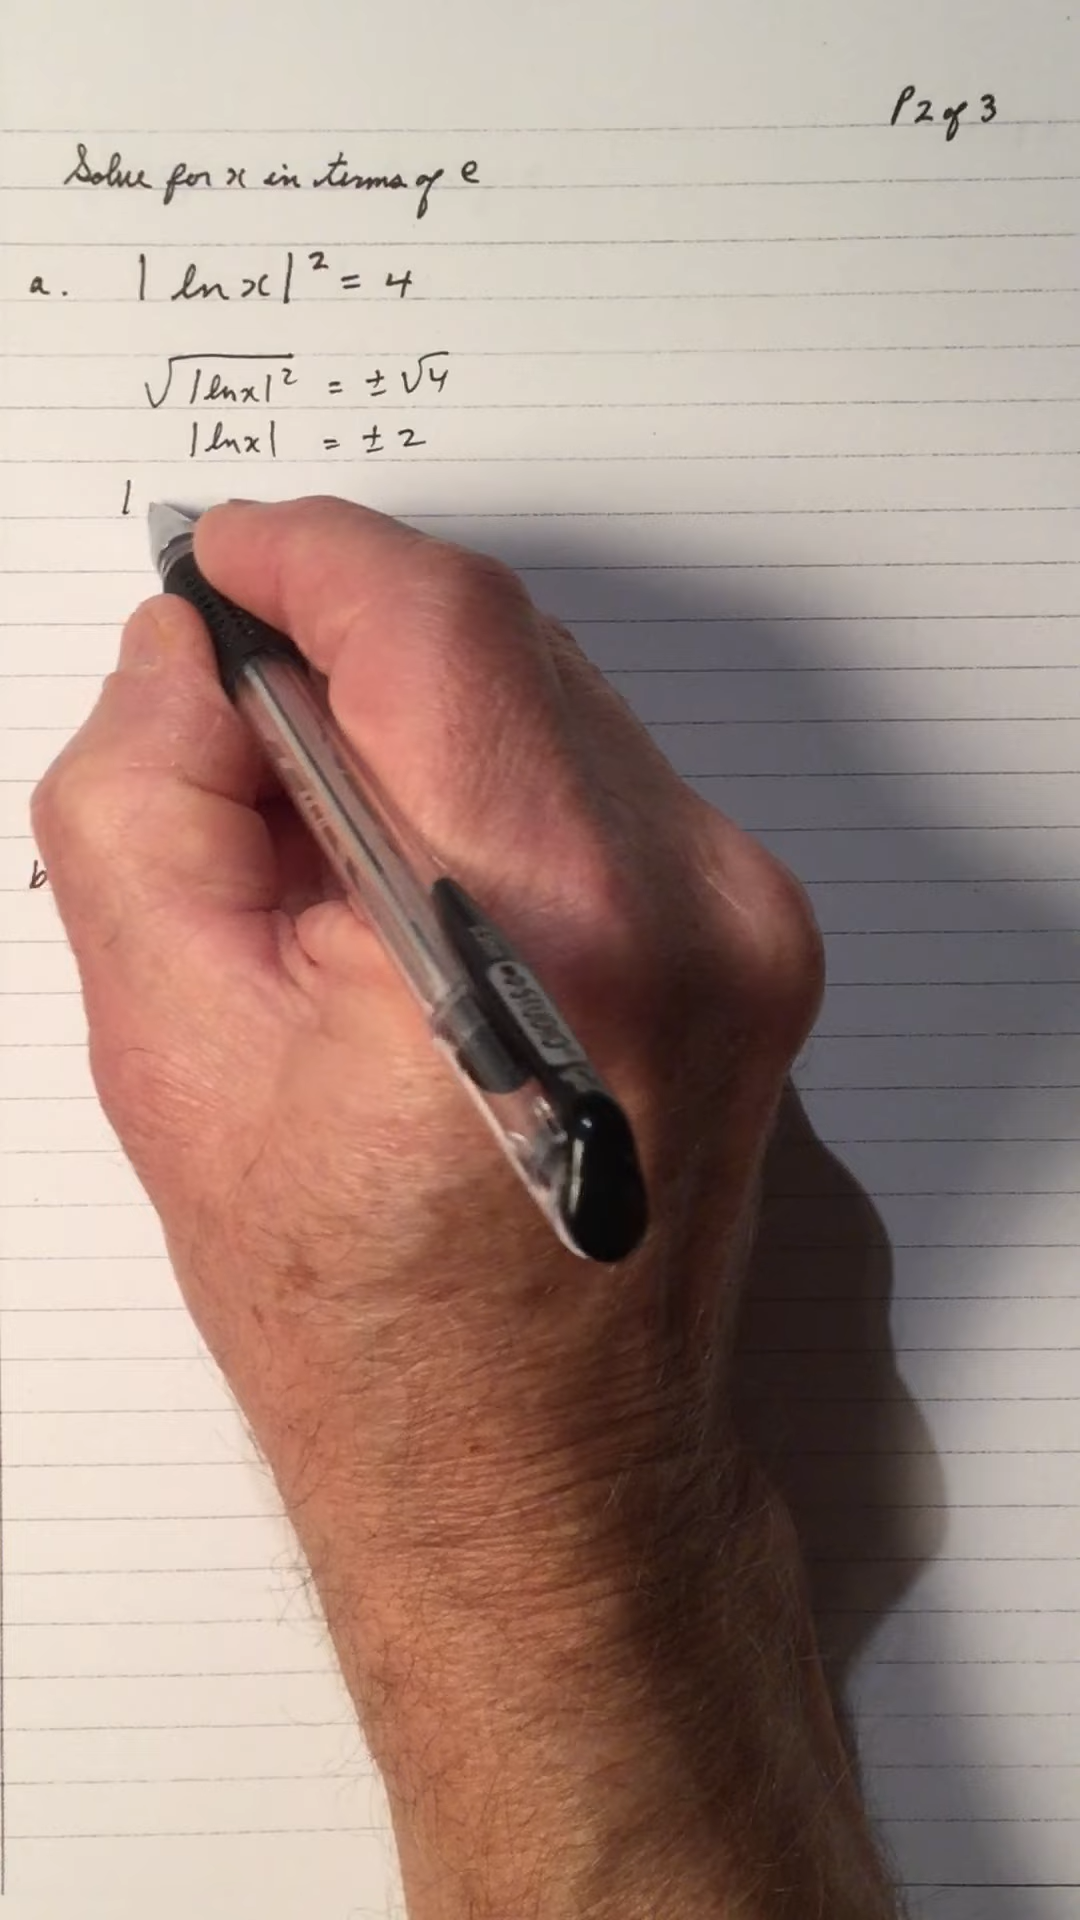 P2 of 3
Solve for x in terms of e
a. | ln x |² = 4
√|ln x|² = ± √4
|ln x| = ± 2
|
b